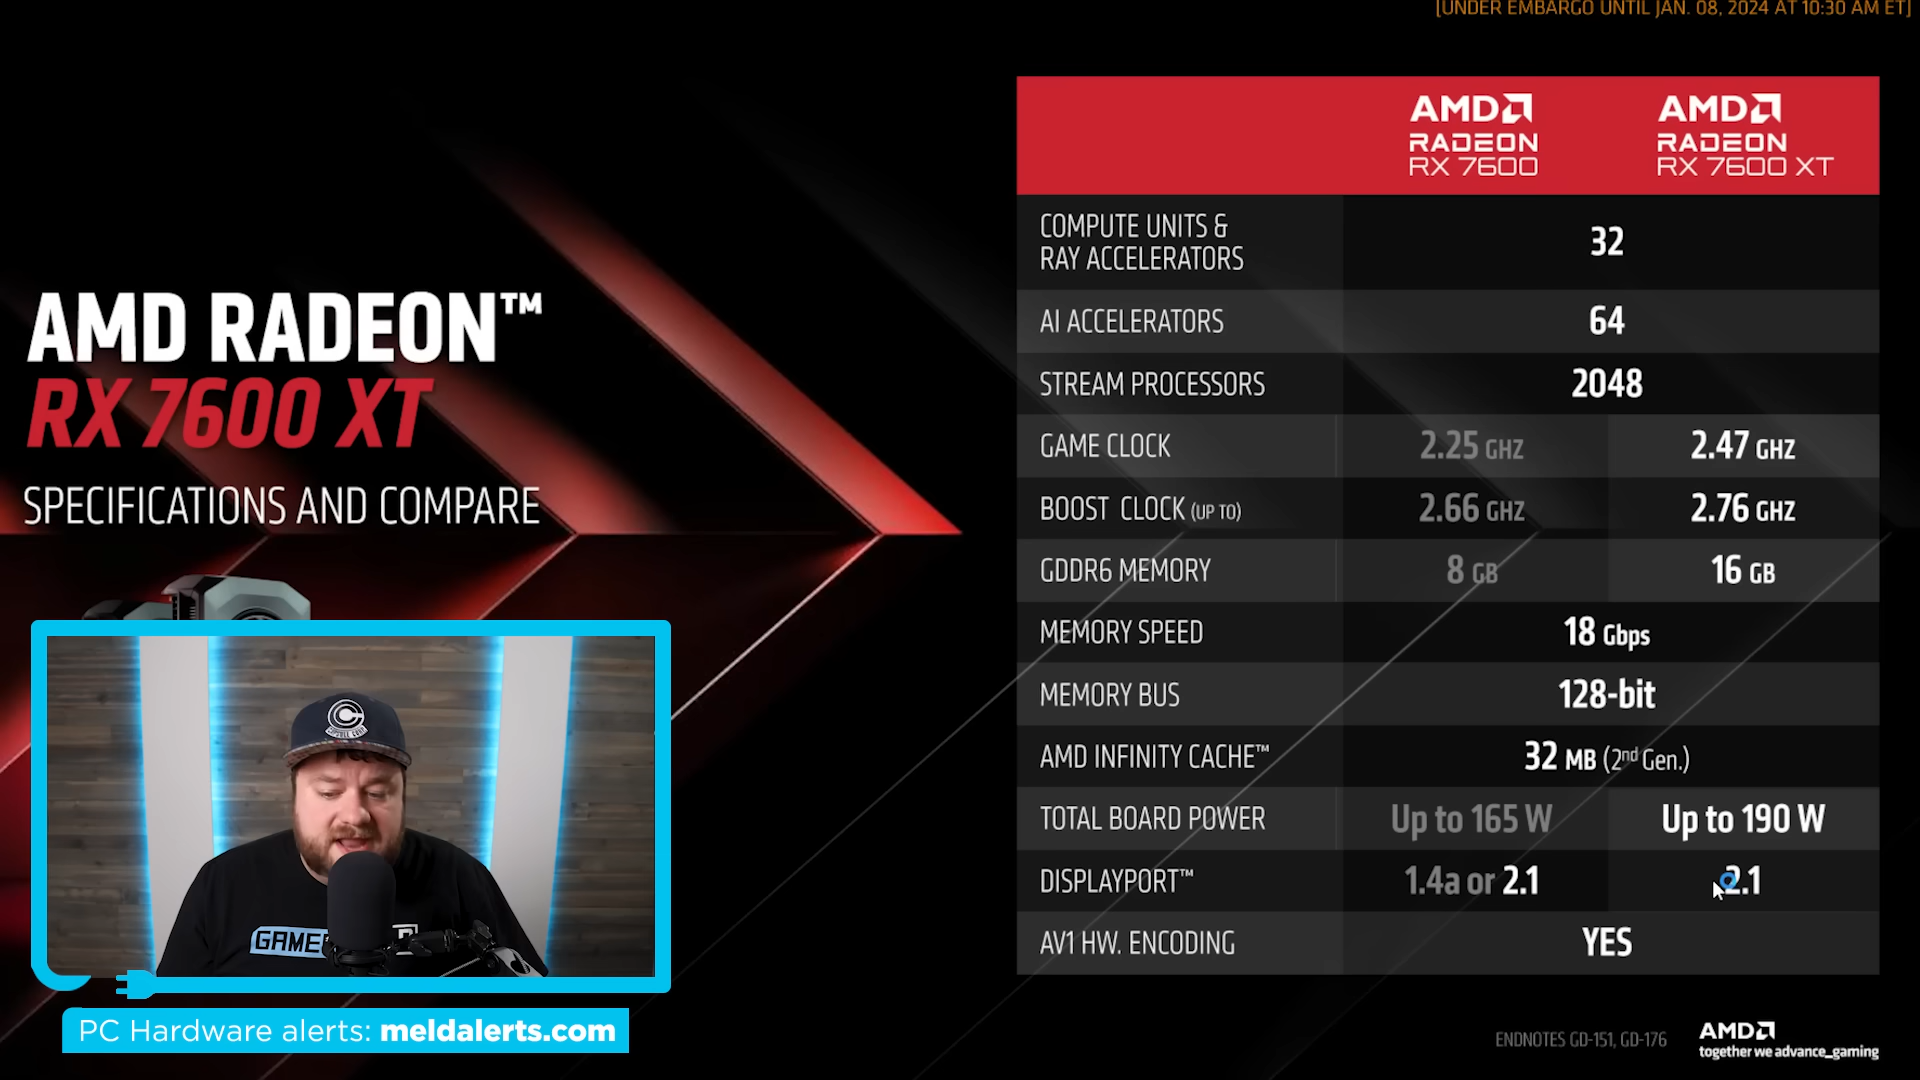 [UNDER EMBARGO UNTIL JAN. 08, 2024 AT 10:30 AM ET]
AMD RADEON™
RX 7600 XT
SPECIFICATIONS AND COMPARE
AMD AMD
RADEON RADEON
RX 7600 RX 7600 XT
COMPUTE UNITS &
RAY ACCELERATORS 32
AI ACCELERATORS 64
STREAM PROCESSORS 2048
GAME CLOCK 2.25 GHZ 2.47 GHZ
BOOST CLOCK (UP TO) 2.66 GHZ 2.76 GHZ
GDDR6 MEMORY 8 GB 16 GB
MEMORY SPEED 18 Gbps
MEMORY BUS 128-bit
AMD INFINITY CACHE™ 32 MB (2nd Gen.)
TOTAL BOARD POWER Up to 165 W Up to 190 W
DISPLAYPORT™ 1.4a or 2.1 2.1
AV1 HW. ENCODING YES
ENDNOTES GD-151, GD-176
AMD
together we advance_gaming
C
CAPSULE CORP.
GAME
PC Hardware alerts: meldalerts.com